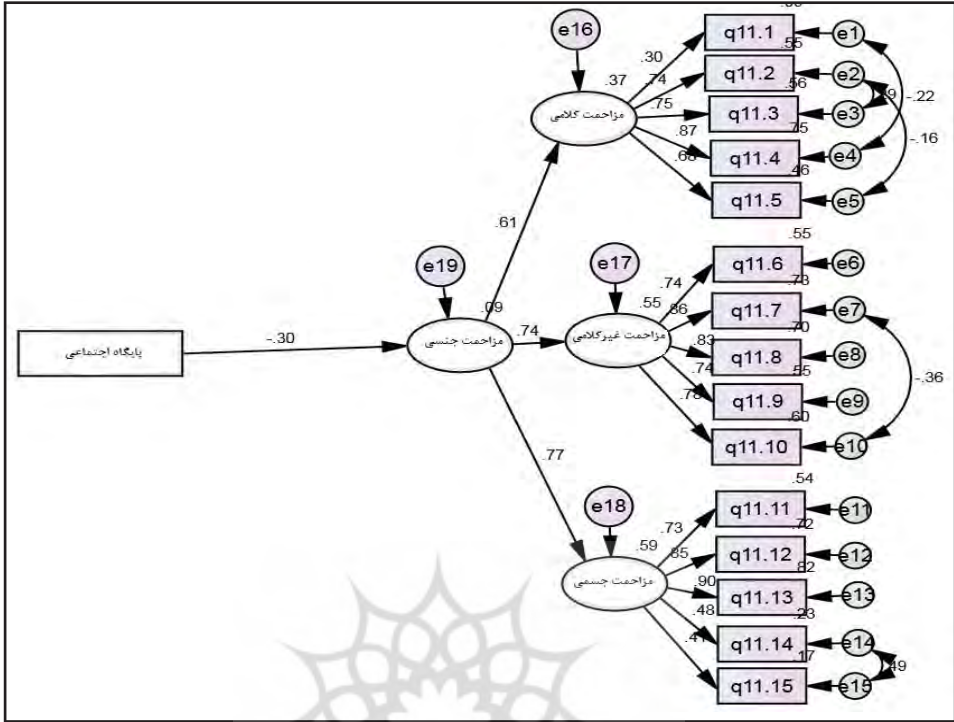 e16
.09
q11.1
e1
.30
.55
.37
.74
q11.2
e2
.56
-.22
مزاحمت کلامی
.75
q11.3
e3
.75
-.16
.87
q11.4
e4
.68
.46
q11.5
e5
.61
.55
e19
e17
q11.6
e6
.74
.73
.09
.55
.86
q11.7
e7
.70
-.30
.74
.83
پایگاه اجتماعی
مزاحمت جنسی
مزاحمت غیرکلامی
q11.8
e8
.74
.55
-.36
.78
q11.9
e9
.60
q11.10
e10
.77
.54
e18
q11.11
e11
.73
.72
.59
.85
q11.12
e12
.82
مزاحمت جسمی
.90
q11.13
e13
.48
.23
.41
q11.14
e14
.17
.49
q11.15
e15